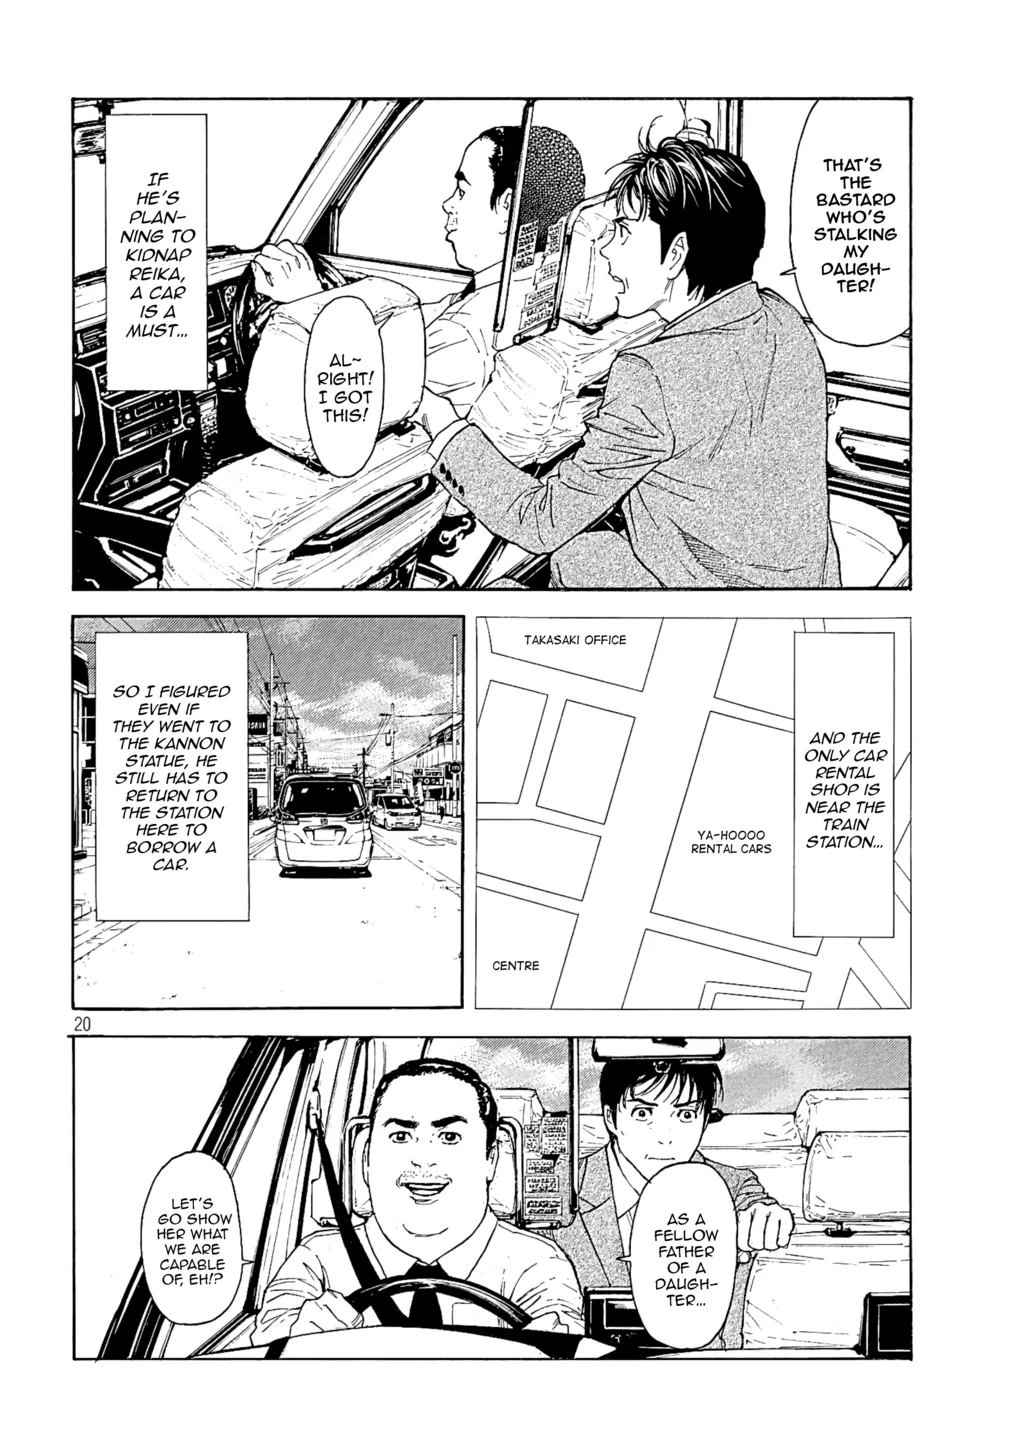 THAT'S
THE
BASTARD
WHO'S
STALKING
MY
DAUGH-
TER!
AL~
RIGHT!
I GOT
THIS!
IF
HE'S
PLAN-
NING TO
KIDNAP
REIKA,
A CAR
IS A
MUST...
AND THE
ONLY CAR
RENTAL
SHOP IS
NEAR THE
TRAIN
STATION...
TAKASAKI OFFICE
YA-HOOOO
RENTAL CARS
CENTRE
SO I FIGURED
EVEN IF
THEY WENT TO
THE KANNON
STATUE, HE
STILL HAS TO
RETURN TO
THE STATION
HERE TO
BORROW A
CAR.
20
AS A
FELLOW
FATHER
OF A
DAUGH-
TER...
LET'S
GO SHOW
HER WHAT
WE ARE
CAPABLE
OF, EH!?